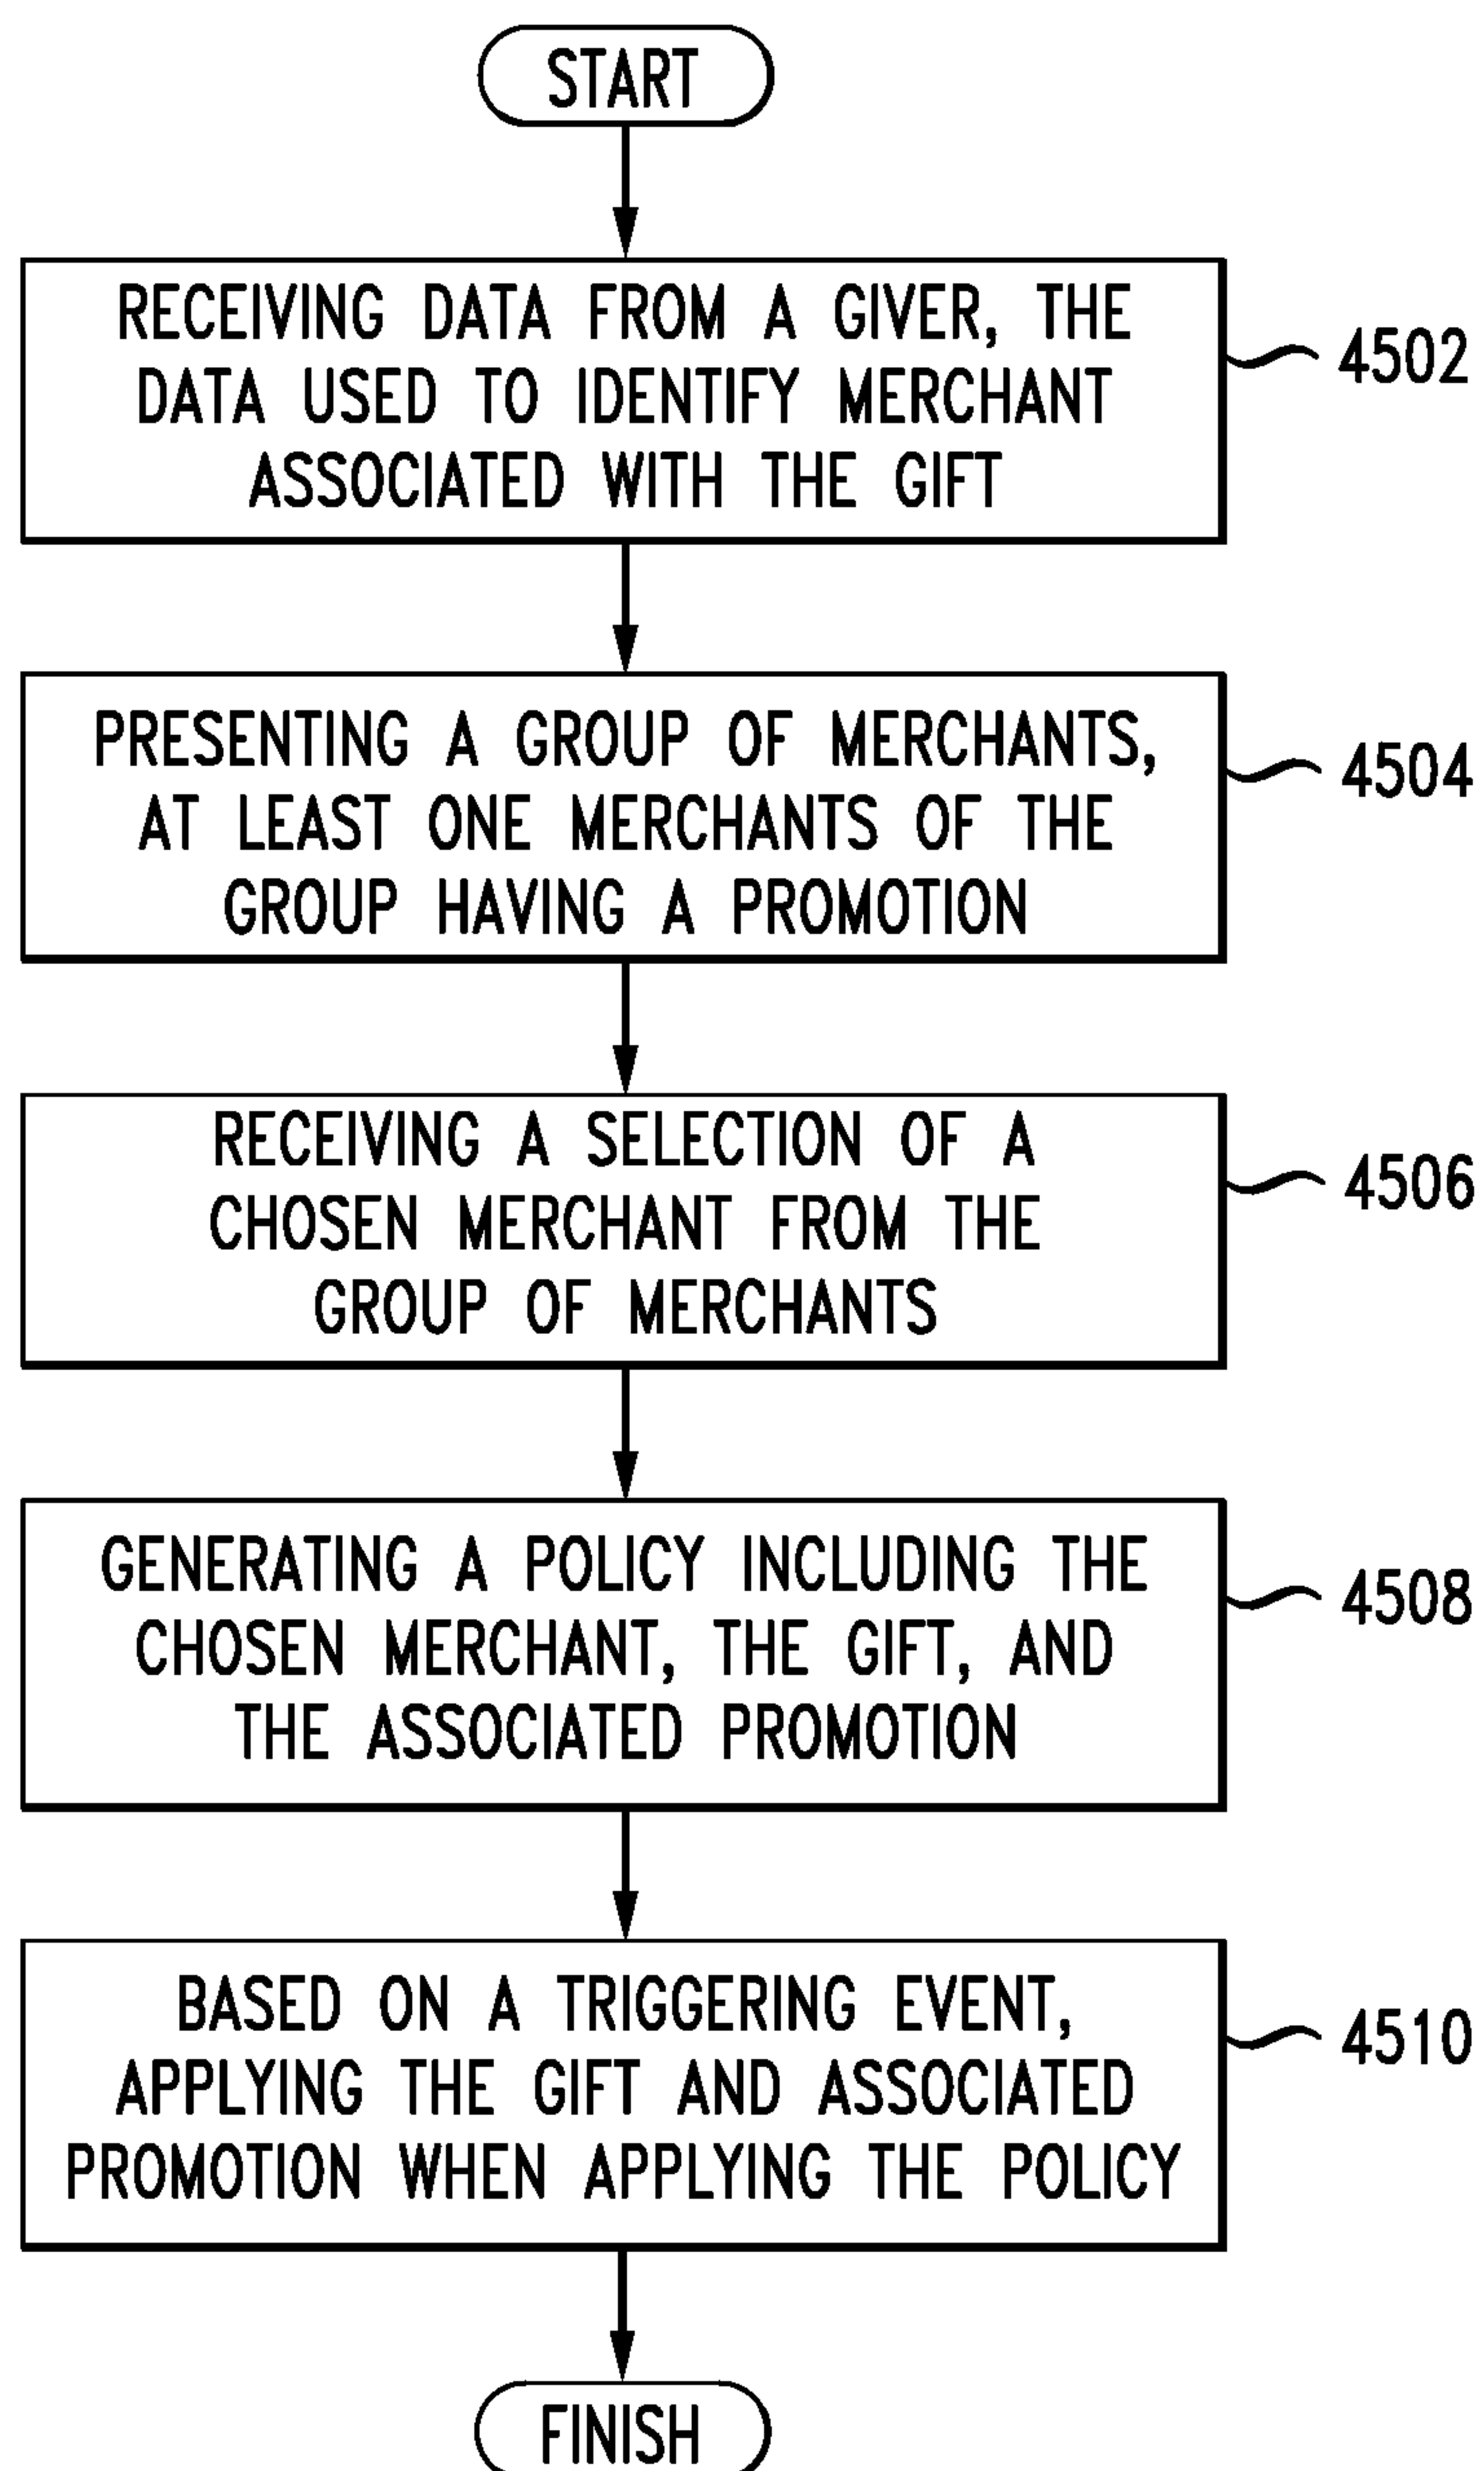 START
RECEIVING DATA FROM A GIVER, THE
DATA USED TO IDENTIFY MERCHANT
ASSOCIATED WITH THE GIFT
4502
PRESENTING A GROUP OF MERCHANTS,
AT LEAST ONE MERCHANTS OF THE
GROUP HAVING A PROMOTION
4504
RECEIVING A SELECTION OF A
CHOSEN MERCHANT FROM THE
GROUP OF MERCHANTS
4506
GENERATING A POLICY INCLUDING THE
CHOSEN MERCHANT, THE GIFT, AND
THE ASSOCIATED PROMOTION
4508
BASED ON A TRIGGERING EVENT,
APPLYING THE GIFT AND ASSOCIATED
PROMOTION WHEN APPLYING THE POLICY
4510
FINISH